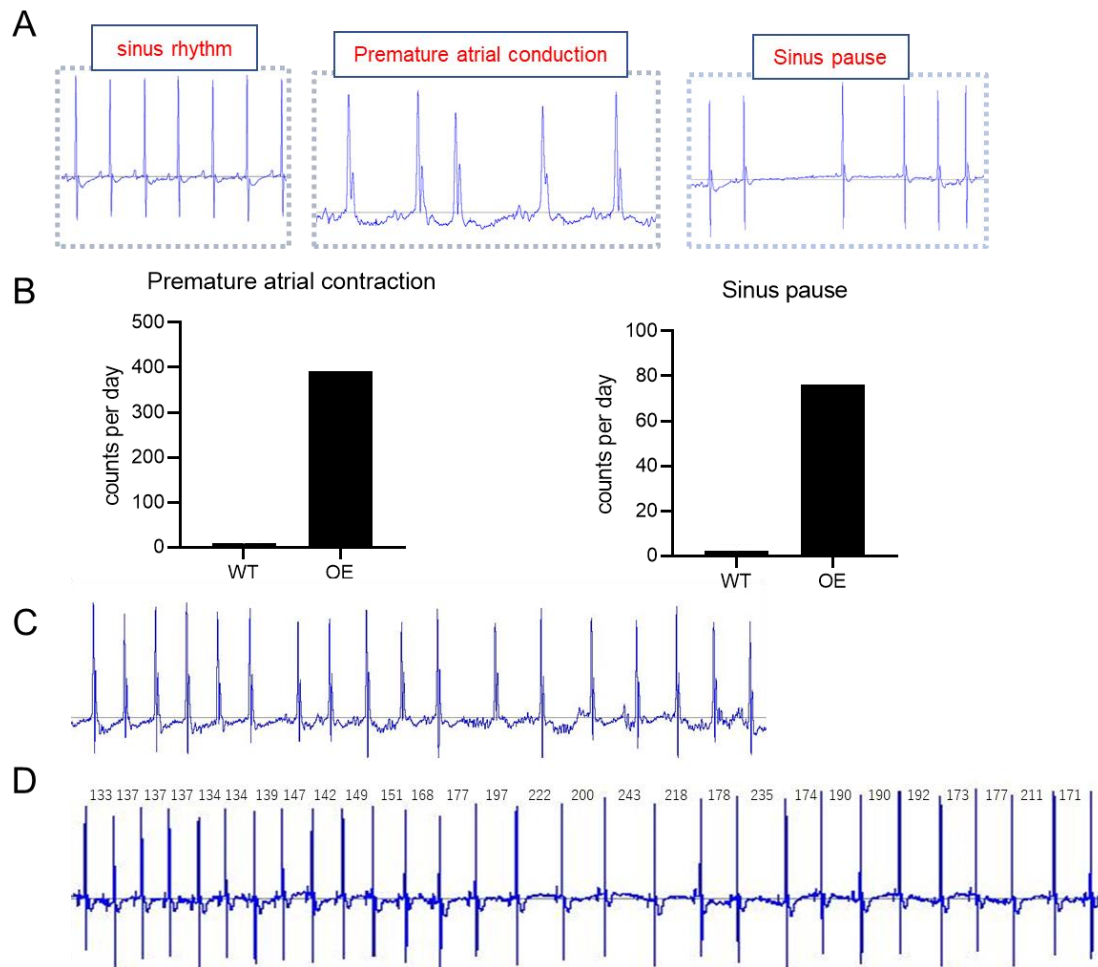 A
sinus rhythm
Premature atrial conduction
Sinus pause
B
Premature atrial contraction
counts per day
500
400
300
200
100
0
WT
OE
Sinus pause
counts per day
100
80
60
40
20
0
WT
OE
C
D
133 137 137 137 134 134 139 147 142 149 151 168 177 197 222 200 243 218 178 235 174 190 190 192 173 177 211 171